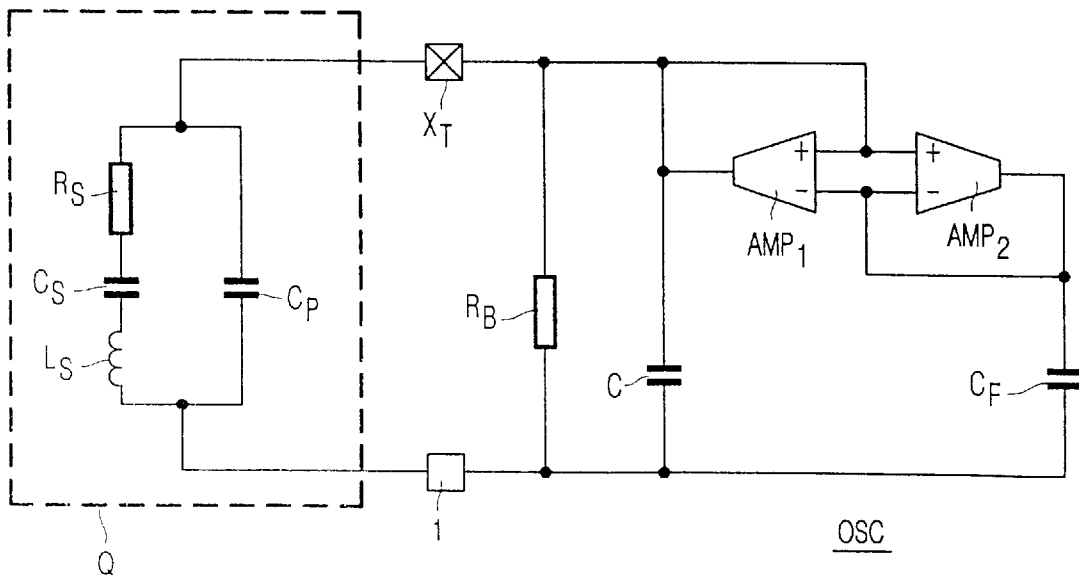 X_T
R_S
+ +
− −
AMP_1
AMP_2
C_S
C_P
R_B
L_S
C
C_F
1
OSC
Q